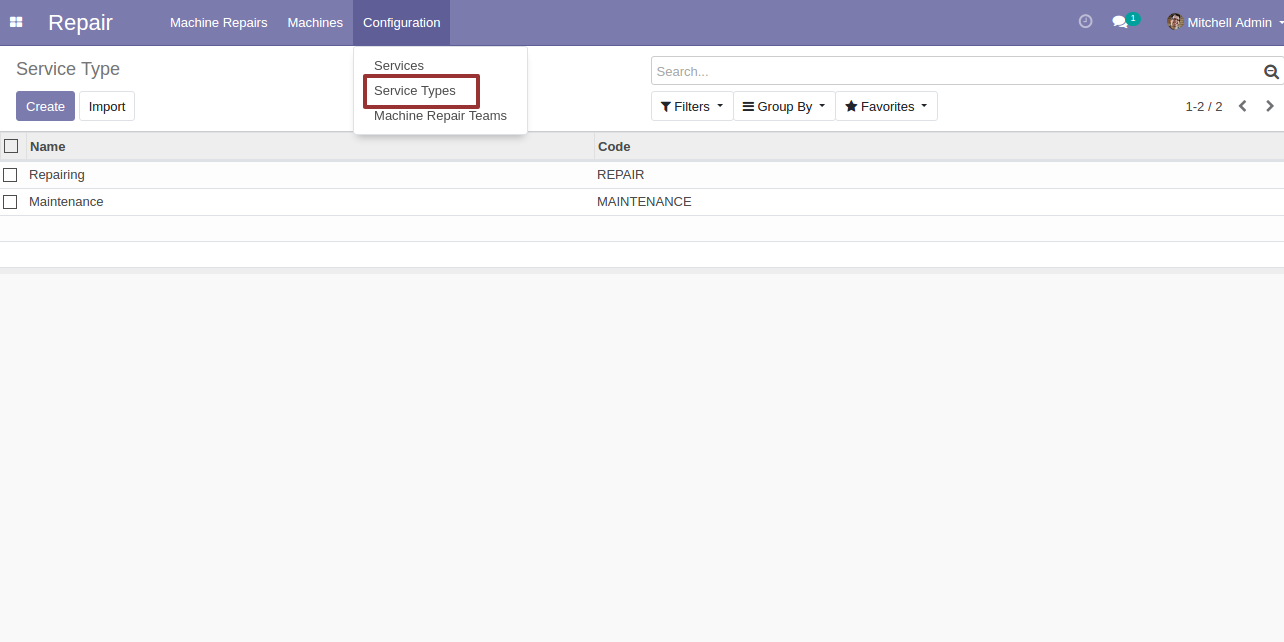 Repair Machine Repairs Machines Configuration 1 Mitchell Admin
Services
Service Types
Machine Repair Teams
Service Type
Search...
Create Import
Filters Group By Favorites 1-2 / 2
Name Code
Repairing REPAIR
Maintenance MAINTENANCE